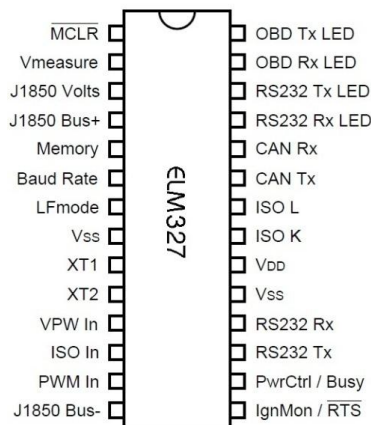 MCLR OBD Tx LED
Vmeasure OBD Rx LED
J1850 Volts RS232 Tx LED
J1850 Bus+ RS232 Rx LED
Memory CAN Rx
Baud Rate CAN Tx
LFmode ISO L
Vss ISO K
XT1 VDD
XT2 Vss
VPW In RS232 Rx
ISO In RS232 Tx
PWM In PwrCtrl / Busy
J1850 Bus- IgnMon / RTS
ELM327